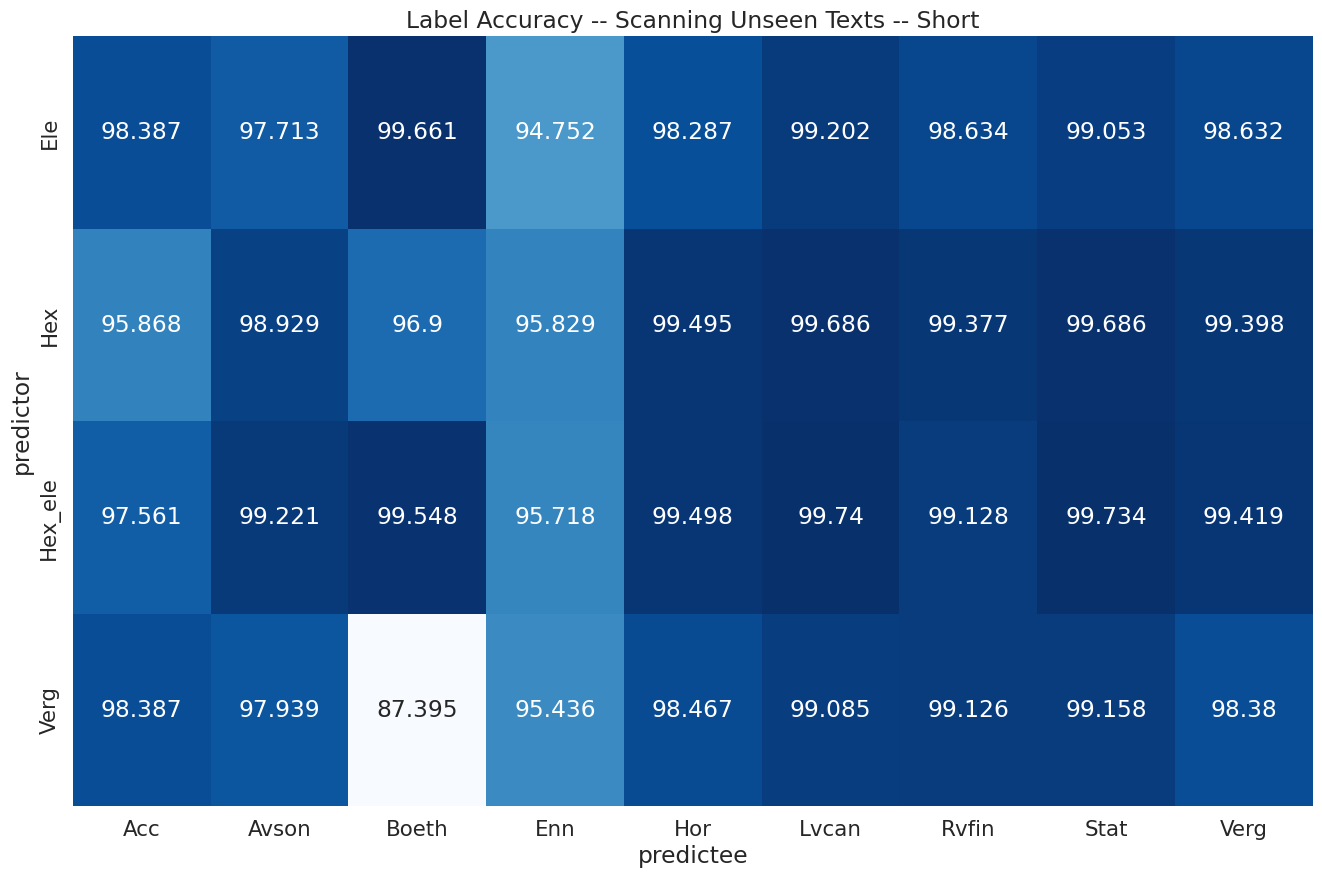 Label Accuracy -- Scanning Unseen Texts -- Short
predictor
Ele 98.387 97.713 99.661 94.752 98.287 99.202 98.634 99.053 98.632
Hex 95.868 98.929 96.9 95.829 99.495 99.686 99.377 99.686 99.398
Hex_ele 97.561 99.221 99.548 95.718 99.498 99.74 99.128 99.734 99.419
Verg 98.387 97.939 87.395 95.436 98.467 99.085 99.126 99.158 98.38
Acc Avson Boeth Enn Hor Lvcan Rvfin Stat Verg
predictee